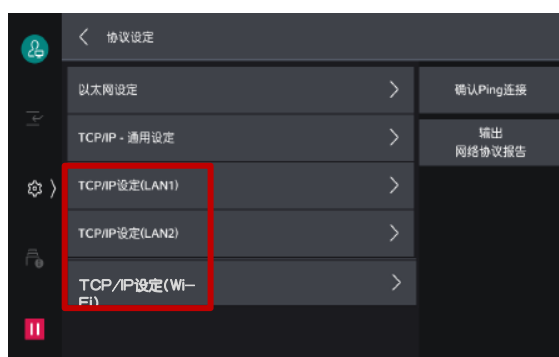 协议设定
以太网设定
确认Ping连接
TCP/IP - 通用设定
输出
网络协议报告
TCP/IP设定(LAN1)
TCP/IP设定(LAN2)
TCP/IP设定(Wi-
Fi)